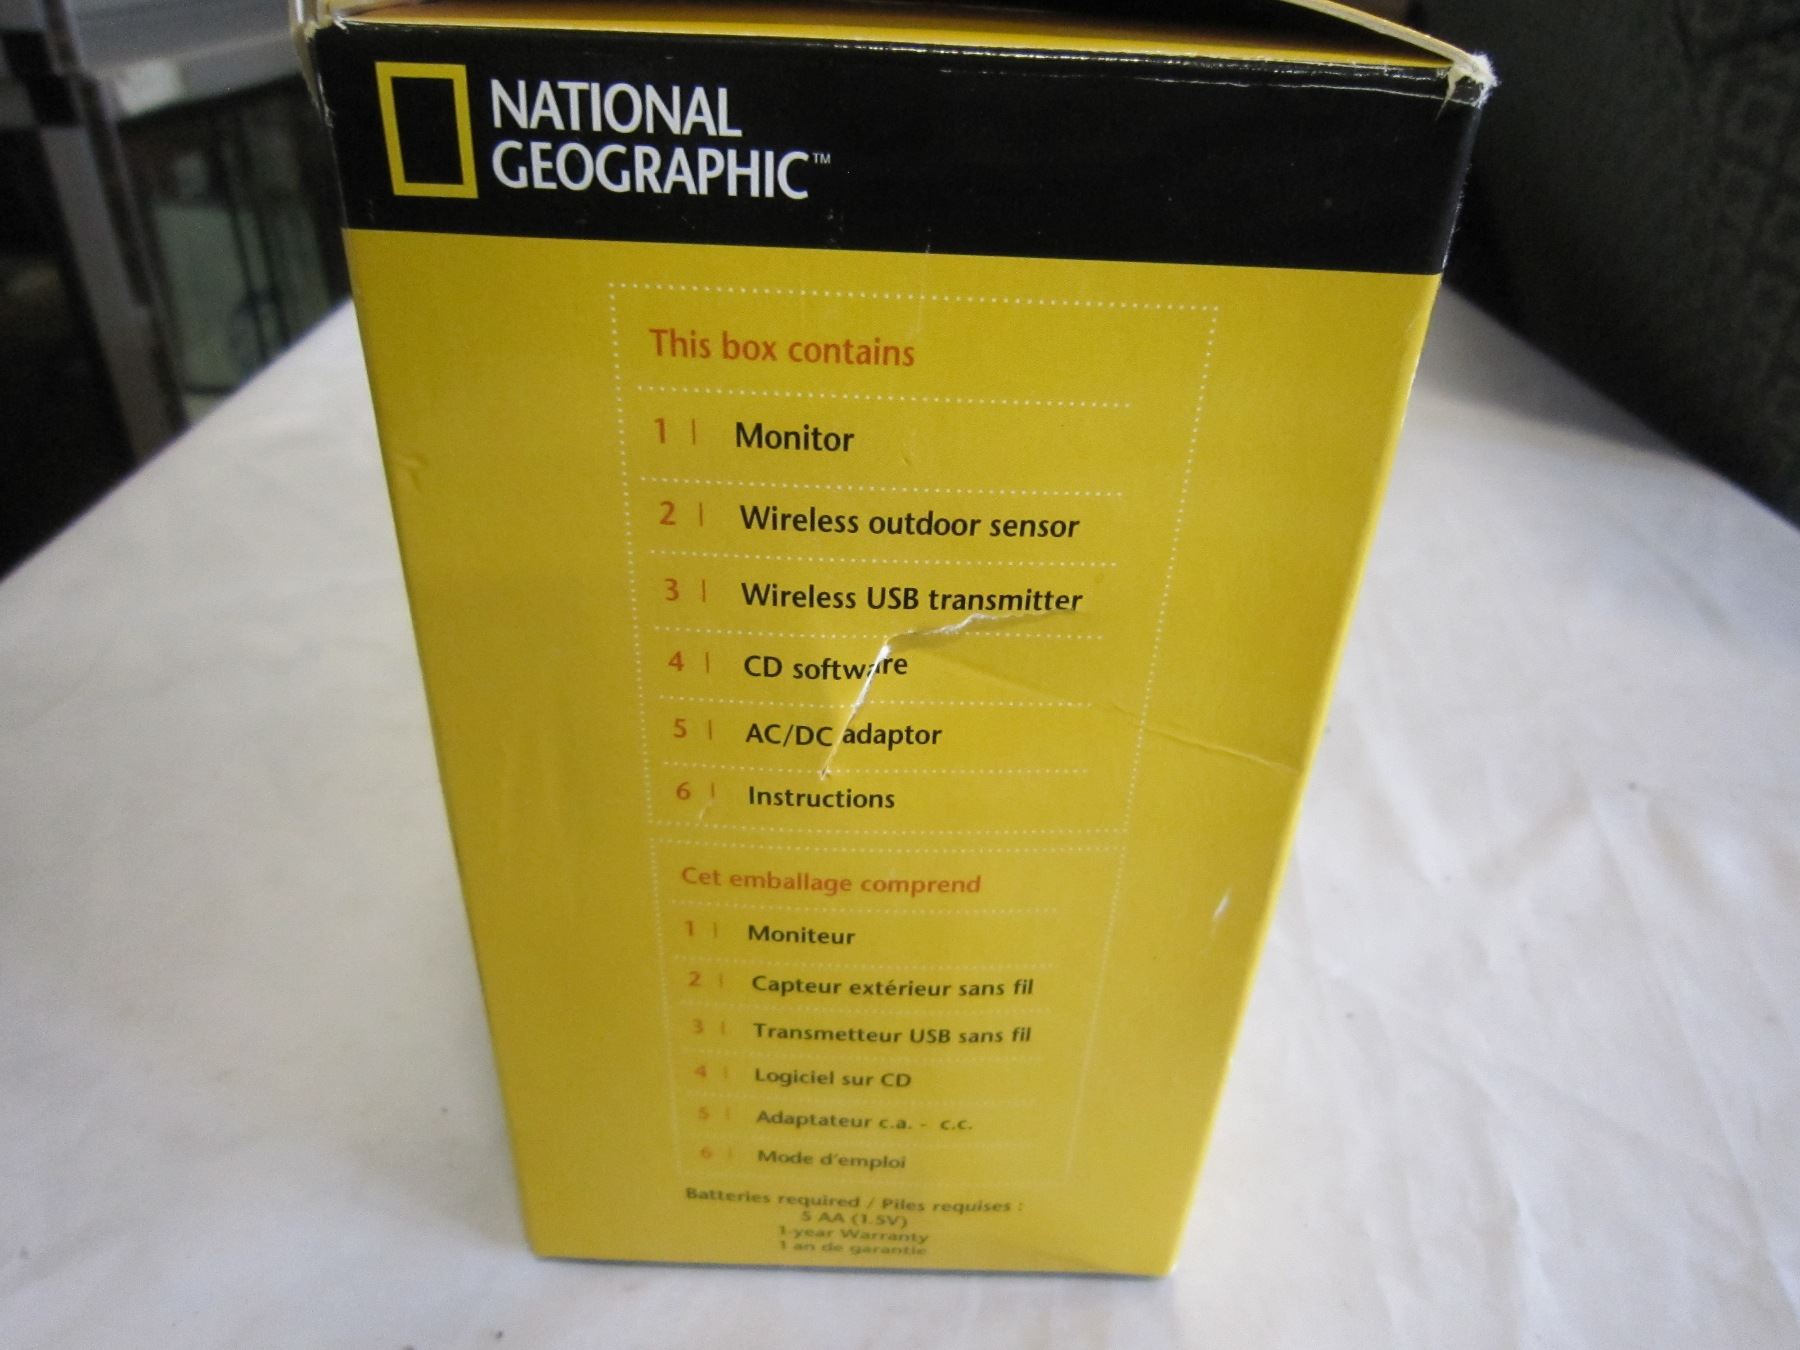 NATIONAL
GEOGRAPHIC™
This box contains
1 | Monitor
2 | Wireless outdoor sensor
3 | Wireless USB transmitter
4 | CD software
5 | AC/DC adaptor
6 | Instructions
Cet emballage comprend
1 | Moniteur
2 | Capteur extérieur sans fil
3 | Transmetteur USB sans fil
4 | Logiciel sur CD
5 | Adaptateur c.a. - c.c.
6 | Mode d'emploi
Batteries required / Piles requises :
5 AA (1.5V)
1-year Warranty
1 an de garantie